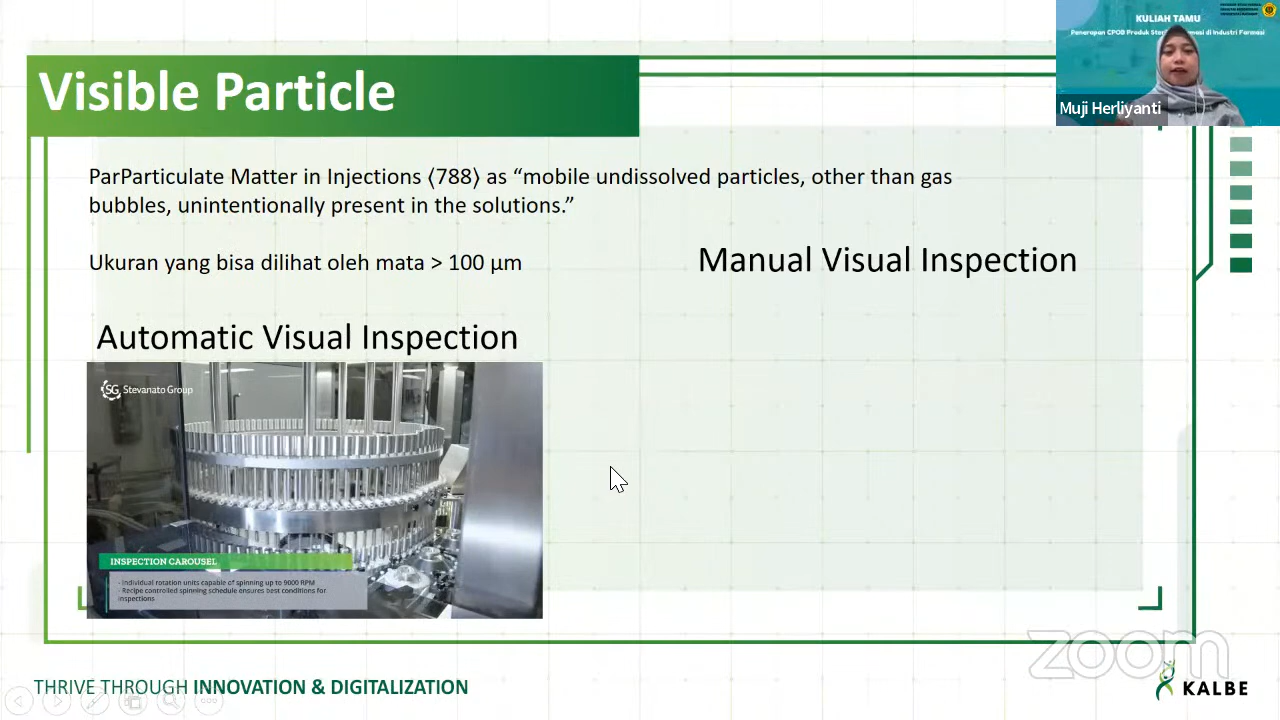 Visible Particle
KULIAH TAMU
Penerapan CPOB Produk Steril
di Industri Farmasi
Muji Herliyanti
ParParticulate Matter in Injections ⟨788⟩ as “mobile undissolved particles, other than gas
bubbles, unintentionally present in the solutions.”
Ukuran yang bisa dilihat oleh mata > 100 µm
Manual Visual Inspection
Automatic Visual Inspection
SG Stevanato Group
INSPECTION CAROUSEL
- Individual rotation units capable of spinning up to 9000 RPM
- Recipe controlled spinning schedule ensures best conditions for
inspections
zoom
THRIVE THROUGH INNOVATION & DIGITALIZATION
KALBE